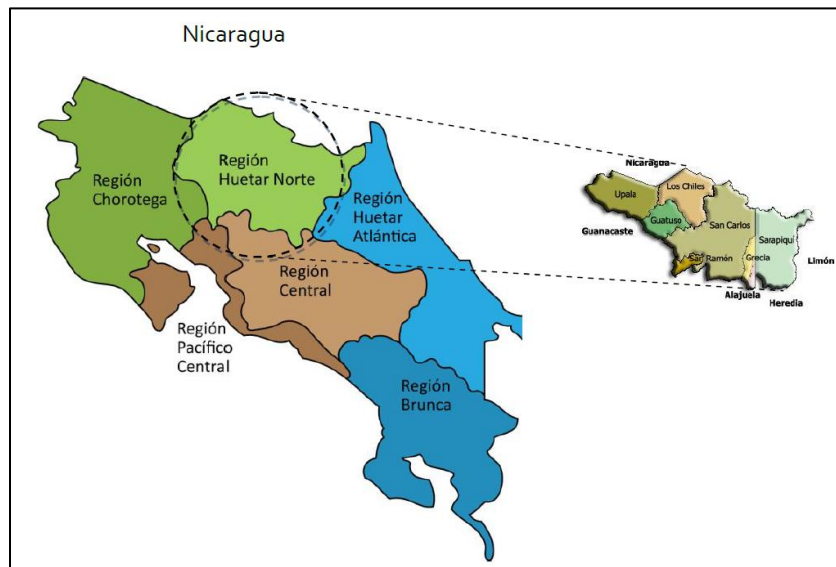 Nicaragua
Región
Chorotega
Región
Huetar Norte
Región
Huetar
Atlántica
Región
Central
Región
Pacífico
Central
Región
Brunca
Nicaragua
Upala
Los Chiles
Guatuso
San Carlos
Sarapiquí
Guanacaste
San Ramón
Grecia
Limón
Alajuela
Heredia